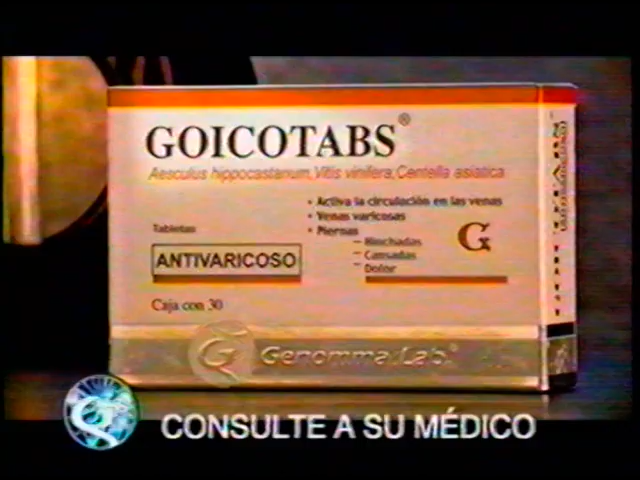 GOICOTABS®
Aesculus hippocastanum, Vitis vinifera, Centella asiatica
• Activa la circulación en las venas
• Venas varicosas
• Piernas
– Hinchadas
– Cansadas
– Dolor
G
Tabletas
ANTIVARICOSO
Caja con 30
G Genomma Lab.®
CONSULTE A SU MÉDICO